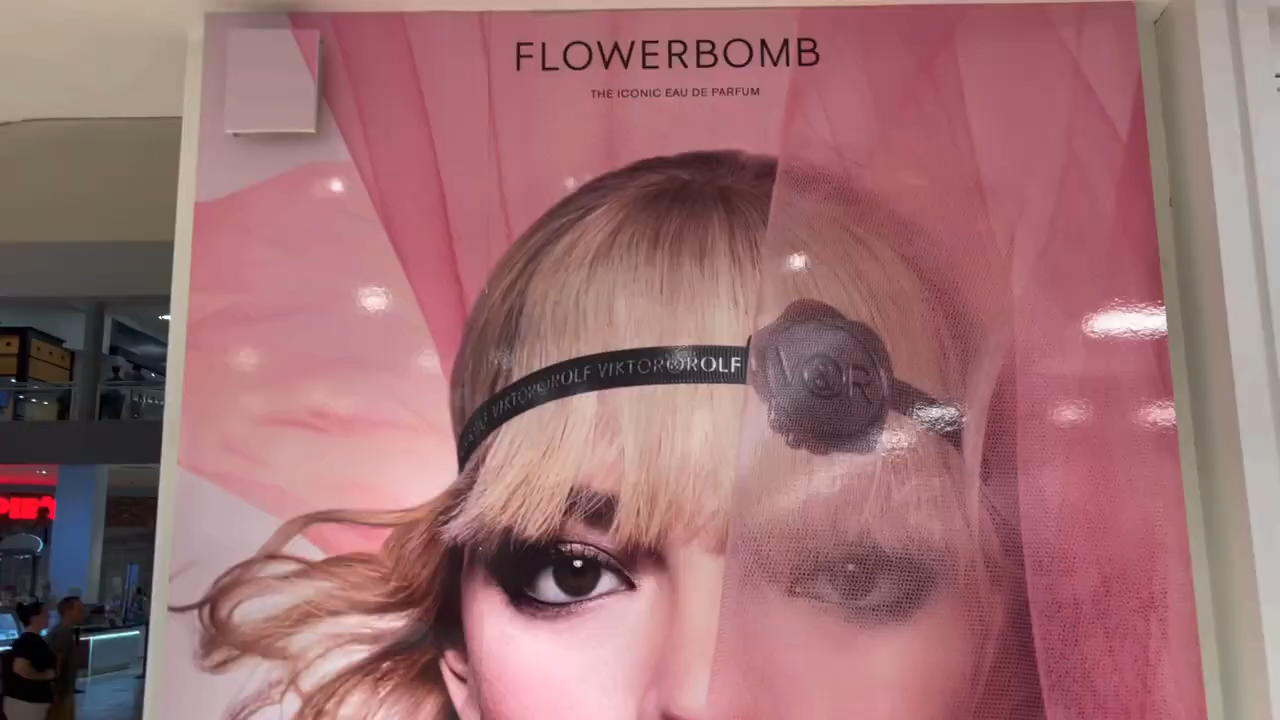 FLOWERBOMB
THE ICONIC EAU DE PARFUM
VIKTOR&ROLF VIKTOR&ROLF
V&R